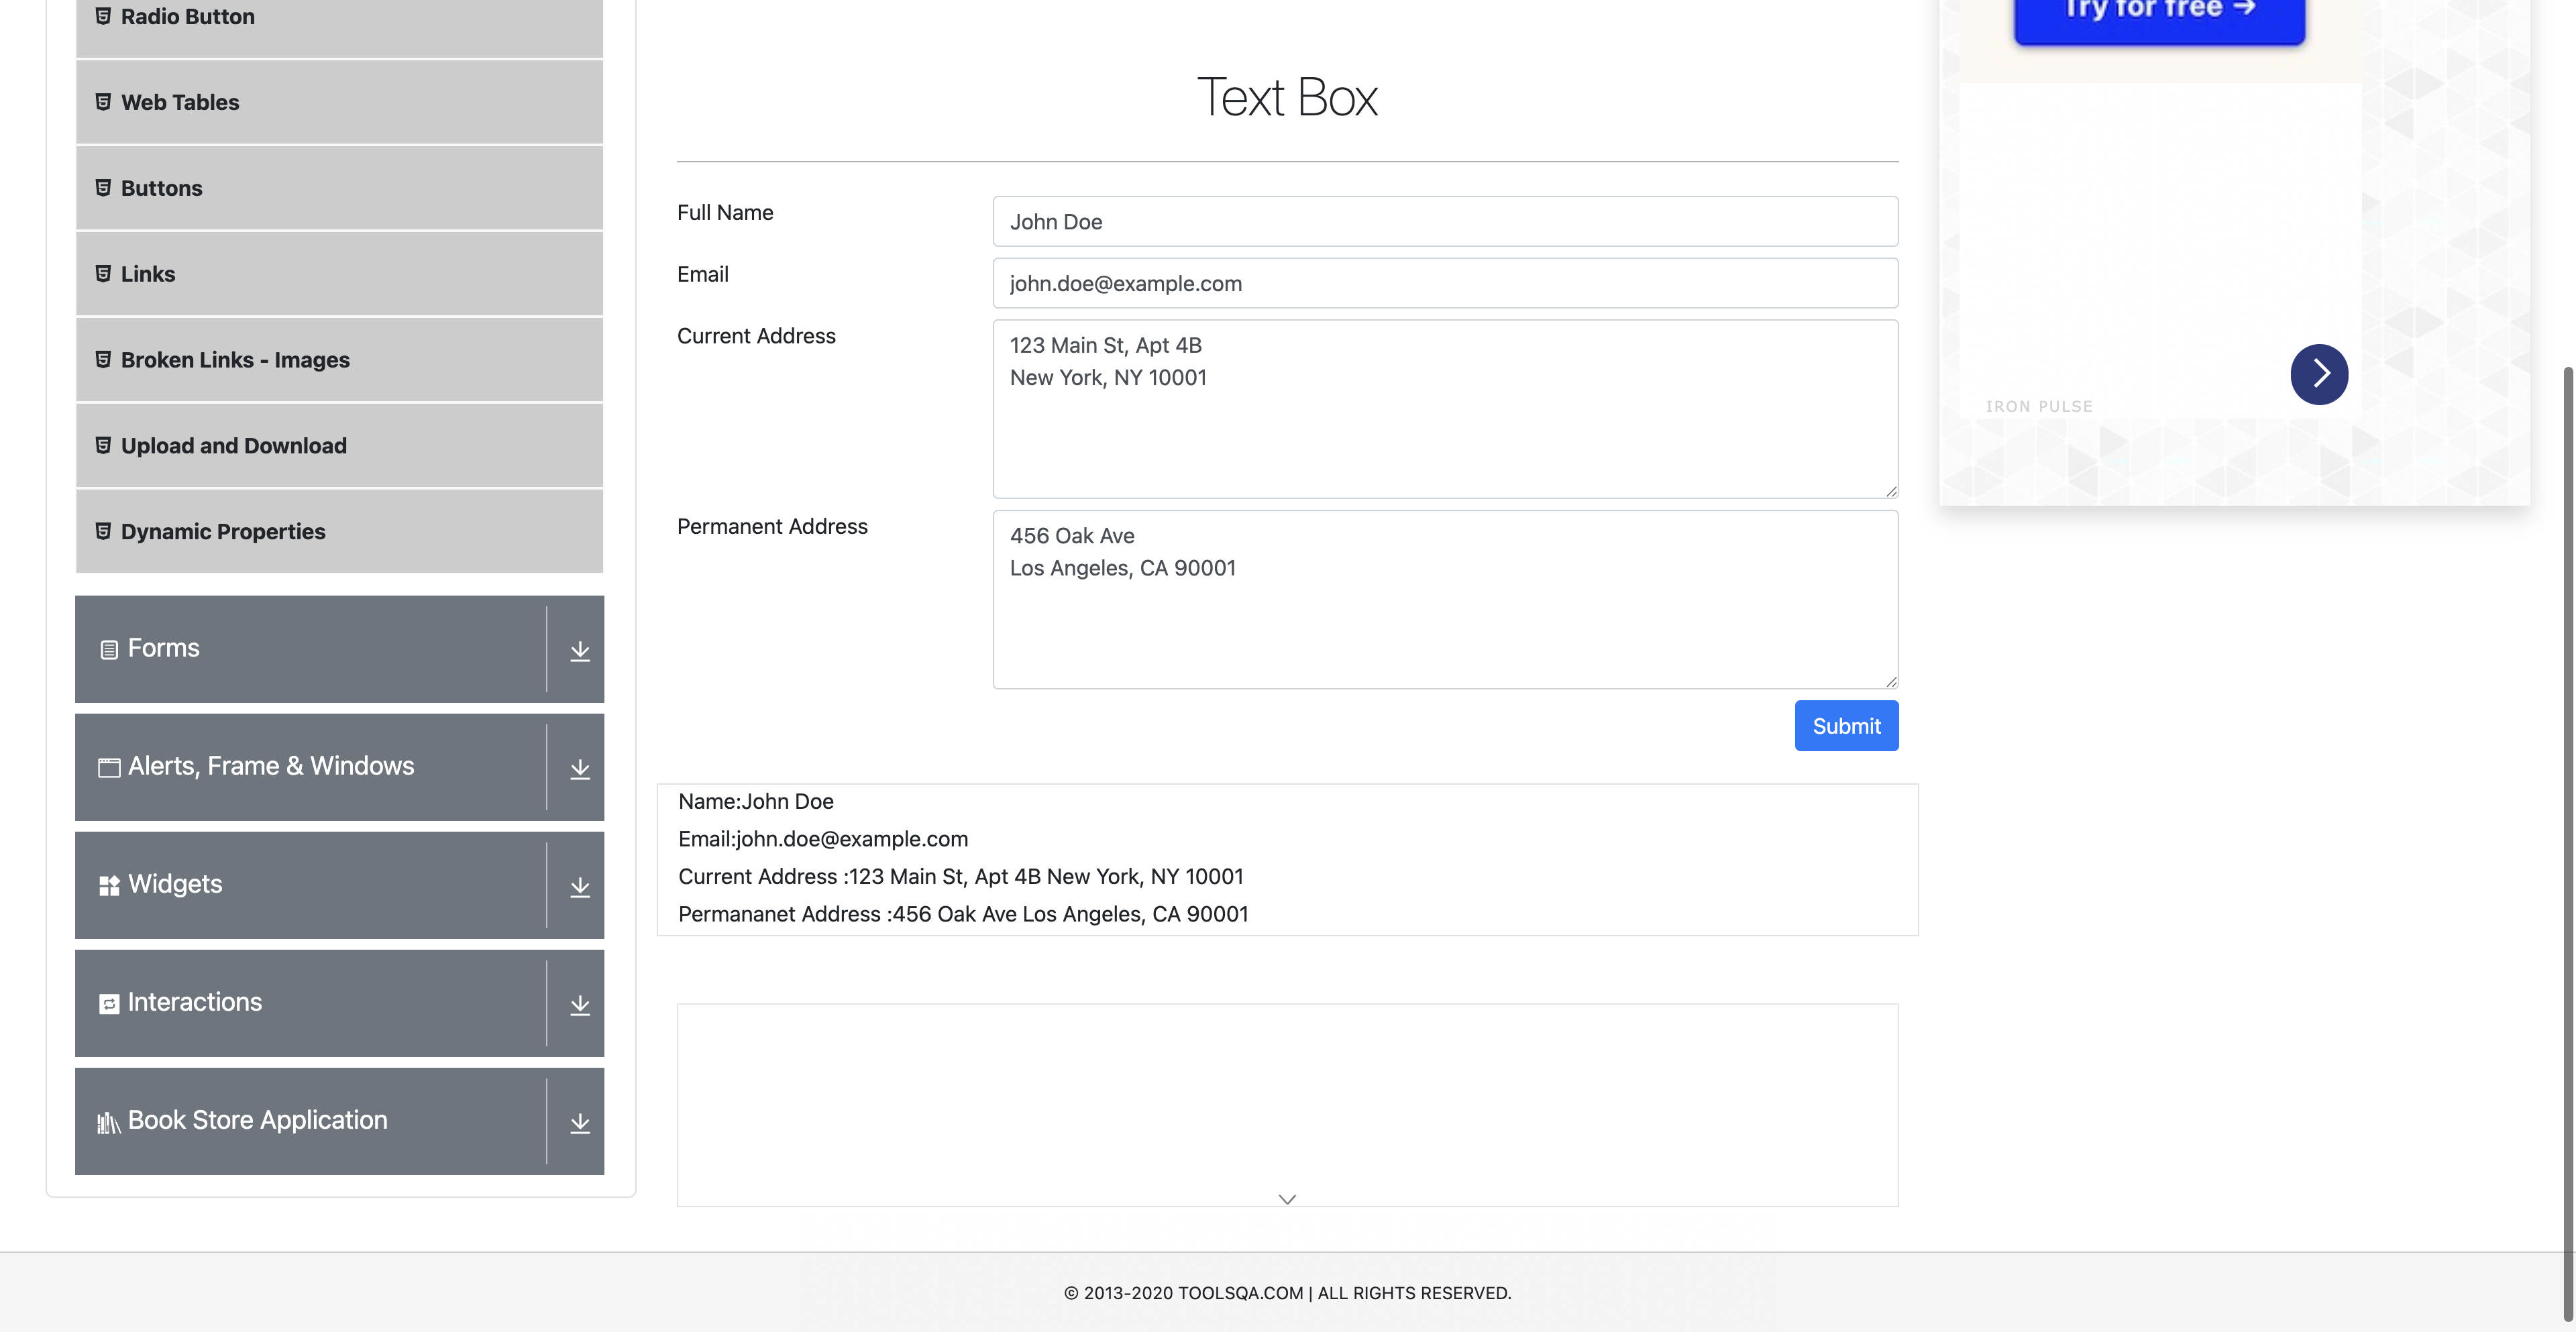 Radio Button
Web Tables
Buttons
Links
Broken Links - Images
Upload and Download
Dynamic Properties
Forms
Alerts, Frame & Windows
Widgets
Interactions
Book Store Application
Text Box
Full Name
John Doe
Email
john.doe@example.com
Current Address
123 Main St, Apt 4B
New York, NY 10001
Permanent Address
456 Oak Ave
Los Angeles, CA 90001
Submit
Name:John Doe
Email:john.doe@example.com
Current Address :123 Main St, Apt 4B New York, NY 10001
Permananet Address :456 Oak Ave Los Angeles, CA 90001
Try for free →
IRON PULSE
© 2013-2020 TOOLSQA.COM | ALL RIGHTS RESERVED.